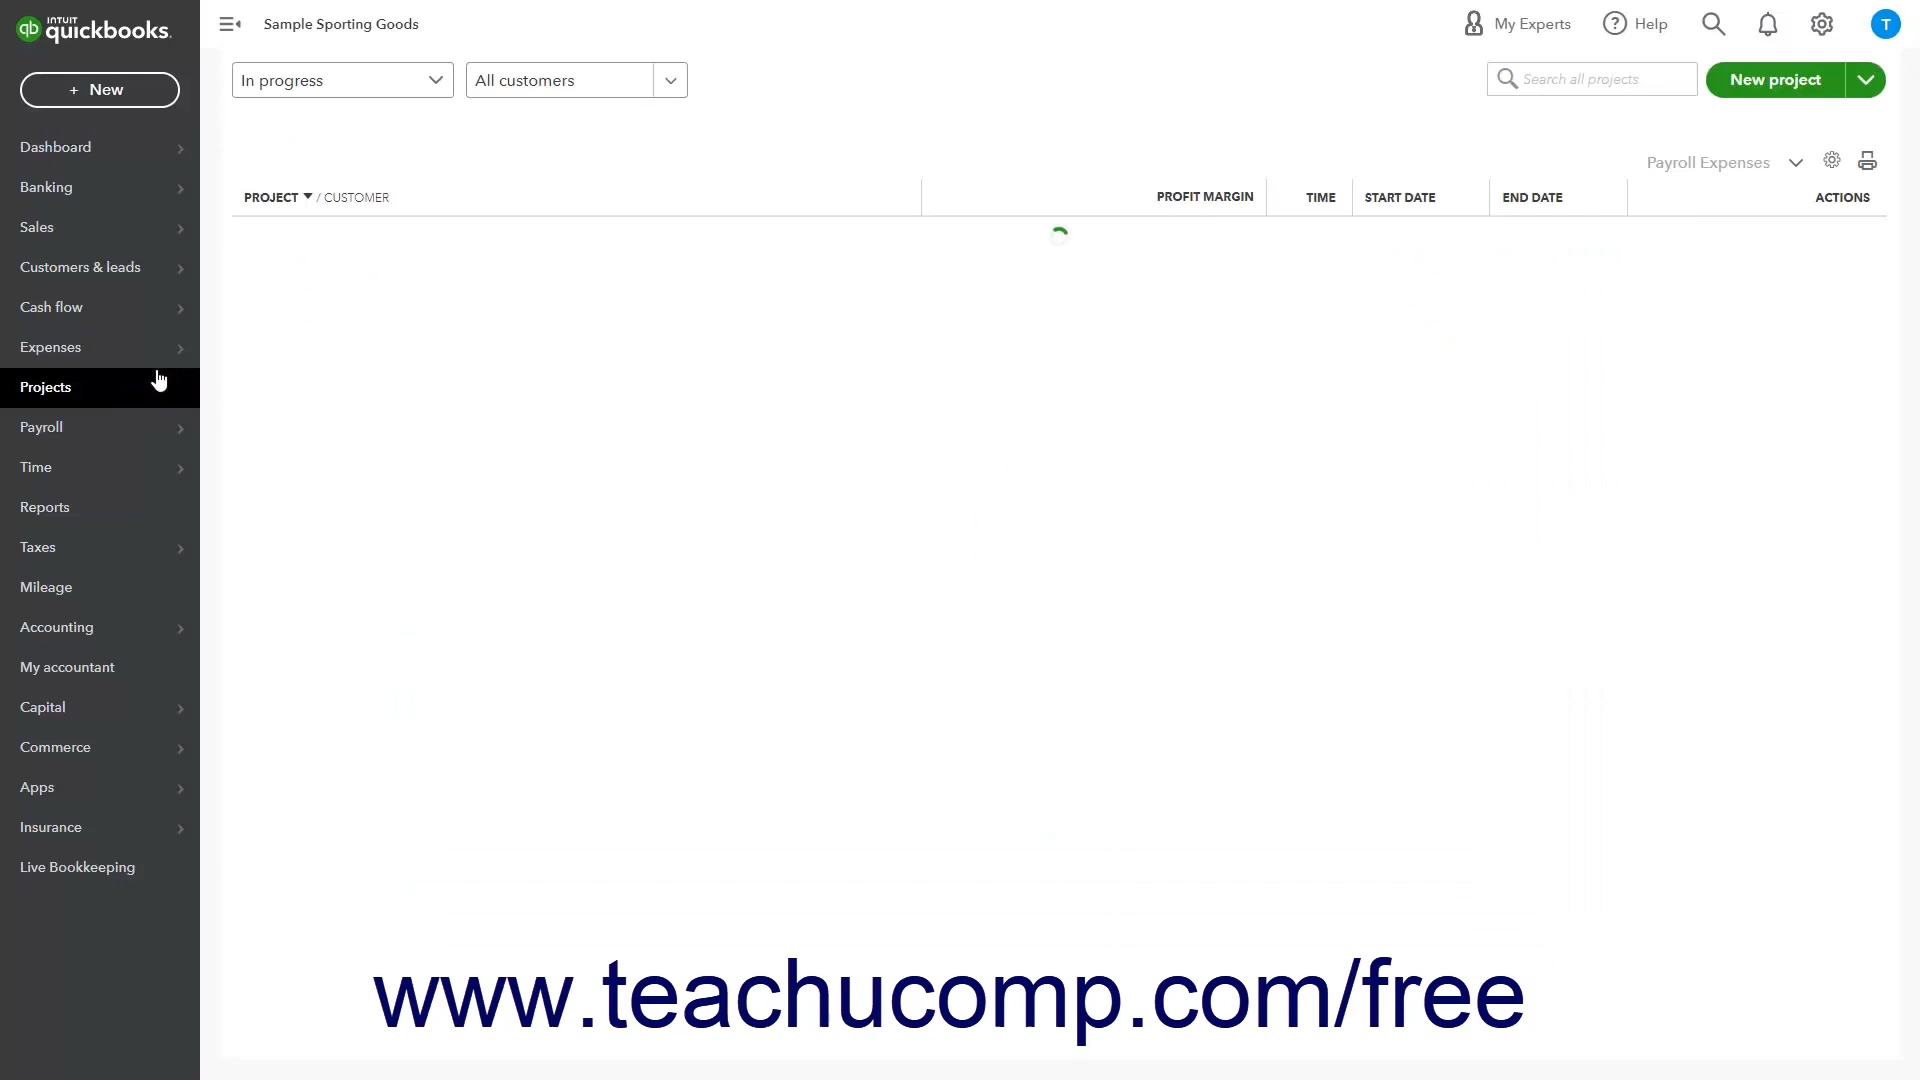 INTUIT
qb quickbooks.
Sample Sporting Goods
My Experts
Help
T
+ New
In progress
All customers
Search all projects
New project
Dashboard
Banking
Sales
Customers & leads
Cash flow
Expenses
Projects
Payroll
Time
Reports
Taxes
Mileage
Accounting
My accountant
Capital
Commerce
Apps
Insurance
Live Bookkeeping
Payroll Expenses
PROJECT / CUSTOMER
PROFIT MARGIN
TIME
START DATE
END DATE
ACTIONS
www.teachucomp.com/free